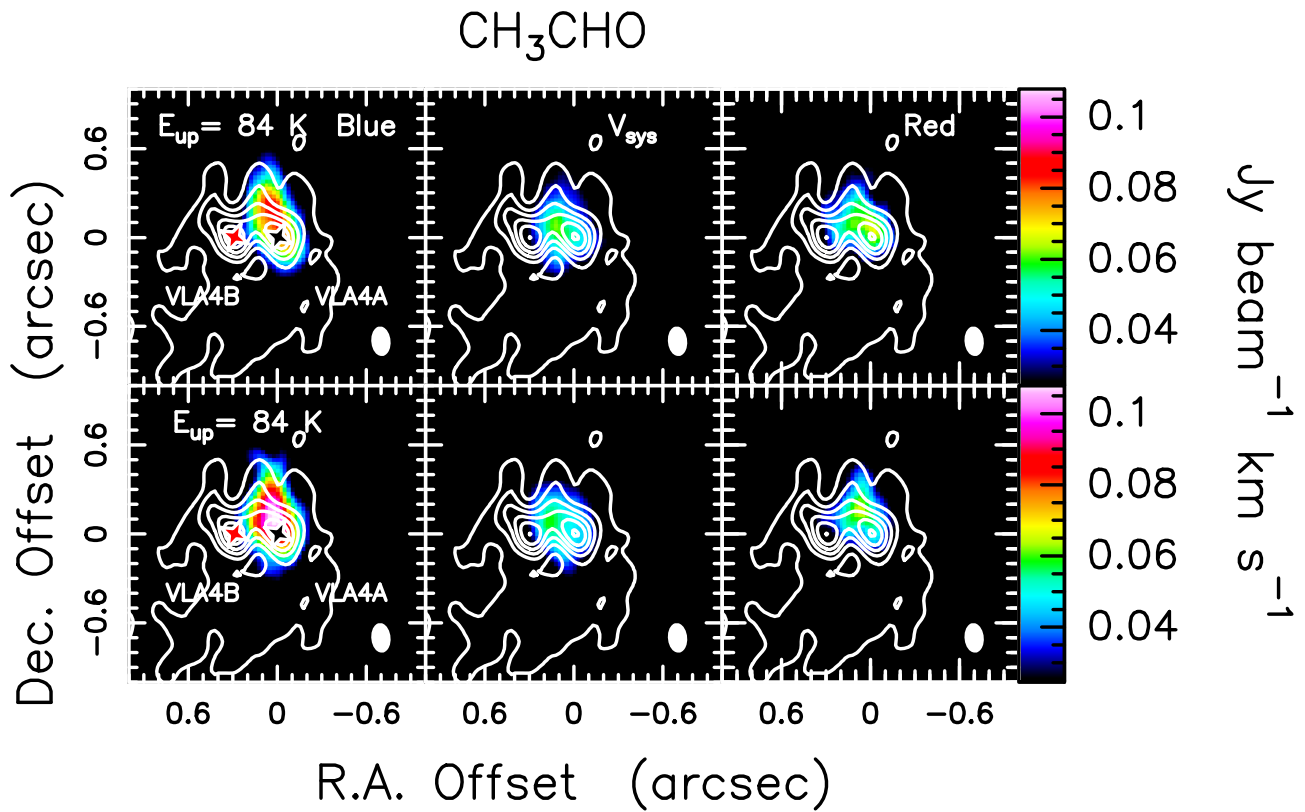 CH₃CHO
E_up= 84 K Blue
V_sys
Red
VLA4B VLA4A
E_up= 84 K
VLA4B VLA4A
0.6
0
−0.6
0.6
0
−0.6
Dec. Offset (arcsec)
0.6 0 −0.6
0.6 0 −0.6
0.6 0 −0.6
R.A. Offset (arcsec)
0.1
0.08
0.06
0.04
0.1
0.08
0.06
0.04
Jy beam⁻¹ km s⁻¹